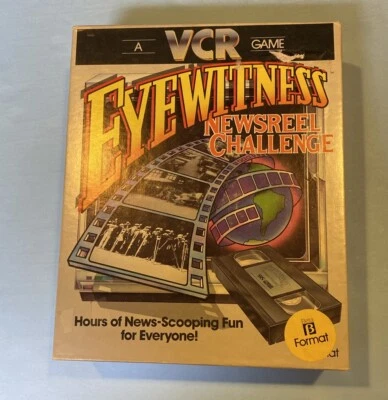 A VCR GAME
EYEWITNESS
NEWSREEL
CHALLENGE
Hours of News-Scooping Fun
for Everyone!
Format